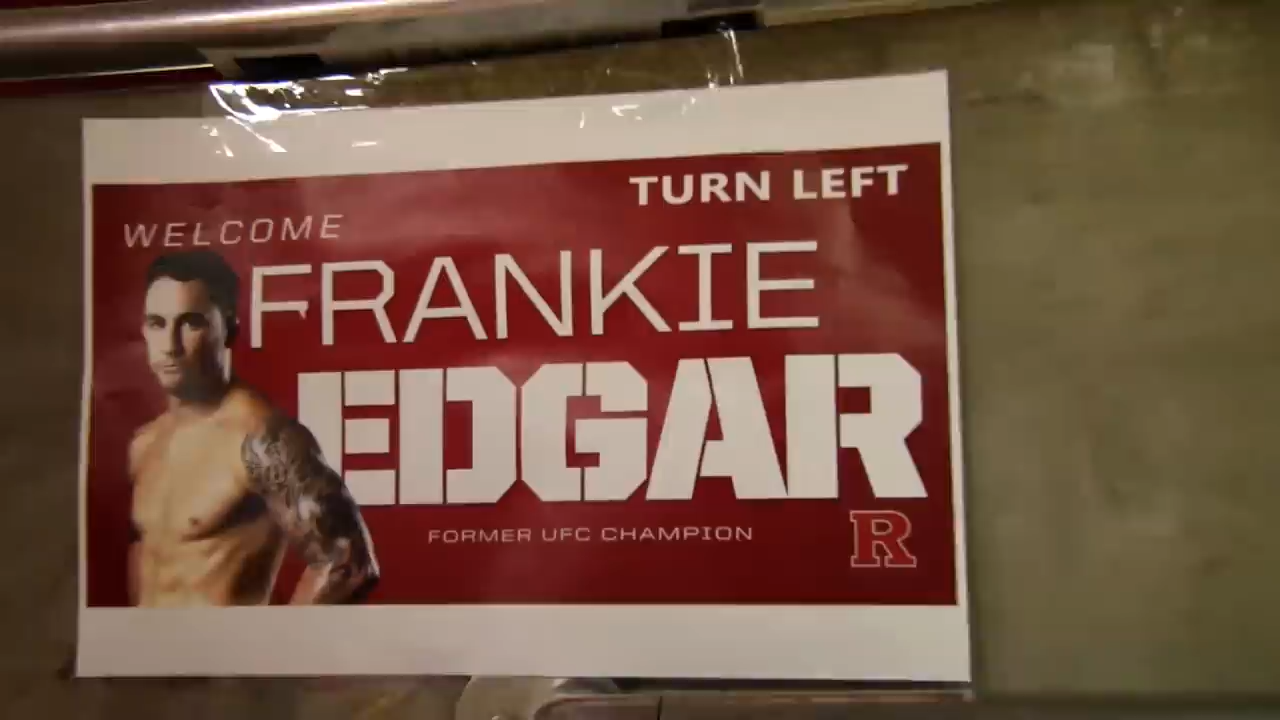 TURN LEFT
WELCOME
FRANKIE
EDGAR
FORMER UFC CHAMPION
R